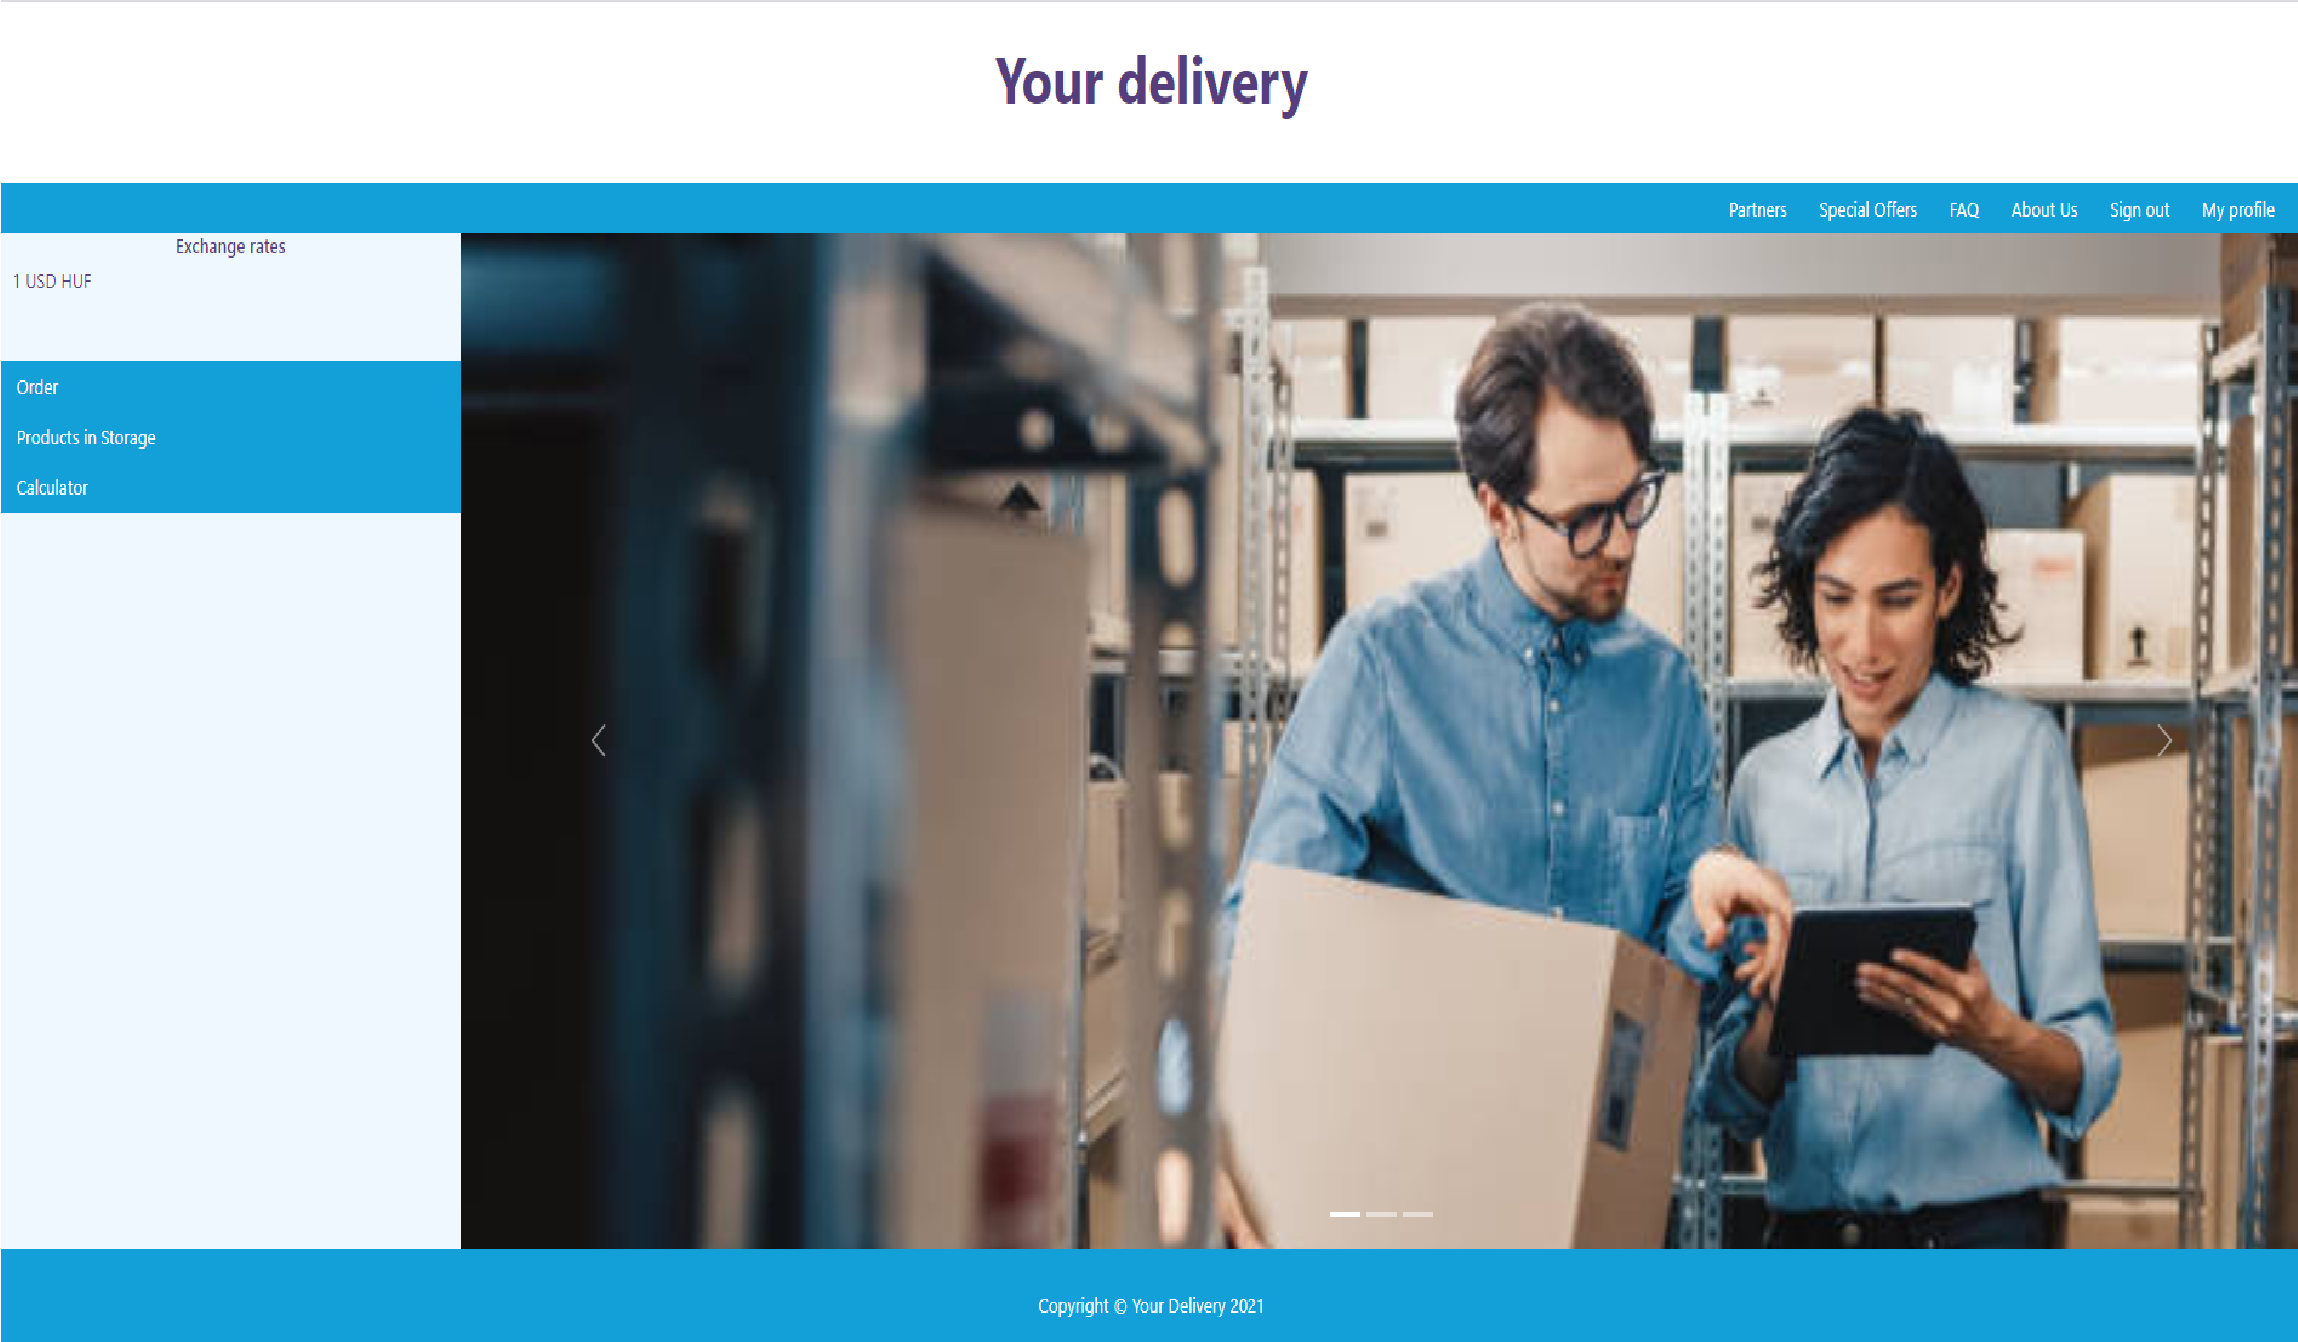 Your delivery
Partners Special Offers FAQ About Us Sign out My profile
Exchange rates
1 USD HUF
Order
Products in Storage
Calculator
Copyright © Your Delivery 2021